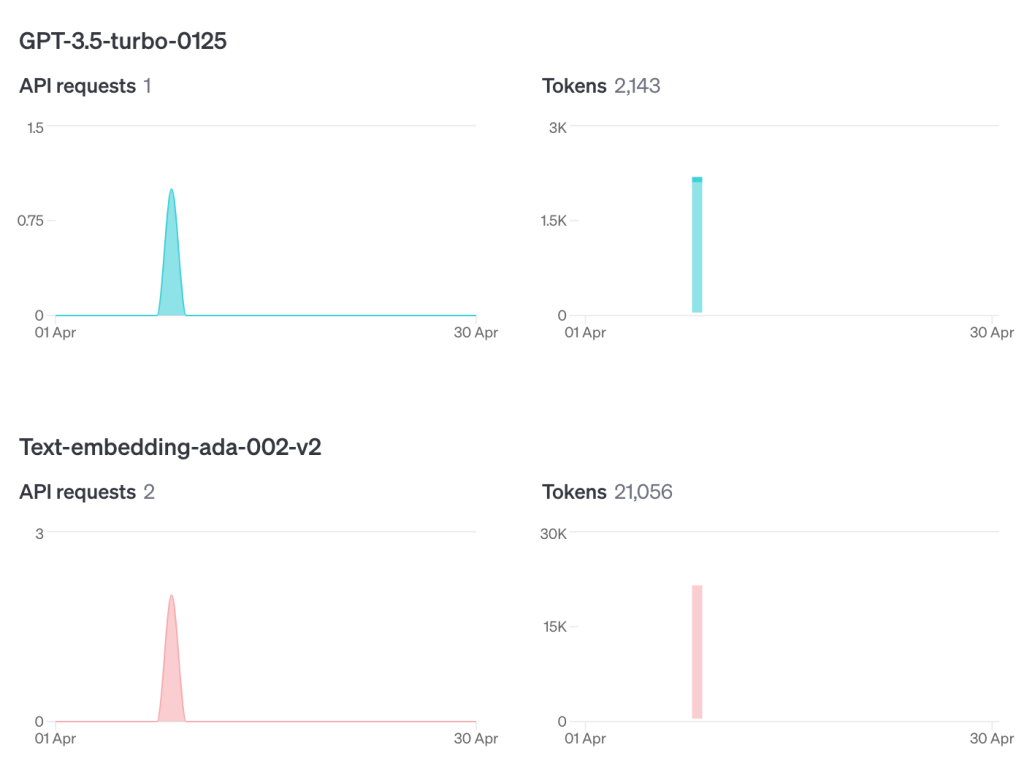 GPT-3.5-turbo-0125
API requests 1
Tokens 2,143
1.5
0.75
0
01 Apr
30 Apr
3K
1.5K
0
01 Apr
30 Apr
Text-embedding-ada-002-v2
API requests 2
Tokens 21,056
3
0
01 Apr
30 Apr
30K
15K
0
01 Apr
30 Apr